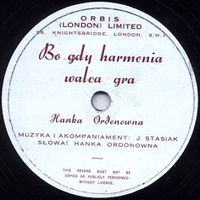 ORBIS
(LONDON) LIMITED
38, KNIGHTSBRIDGE, LONDON, S.W.1
Bo gdy harmonia
walca gra
Hanka Ordonowna
MUZYKA I AKOMPANIAMENT: J. STASIAK
SŁOWA: HANKA ORDONOWNA
THIS RECORD MUST NOT BE
COPIED OR PUBLICLY PERFORMED
WITHOUT LICENSE.